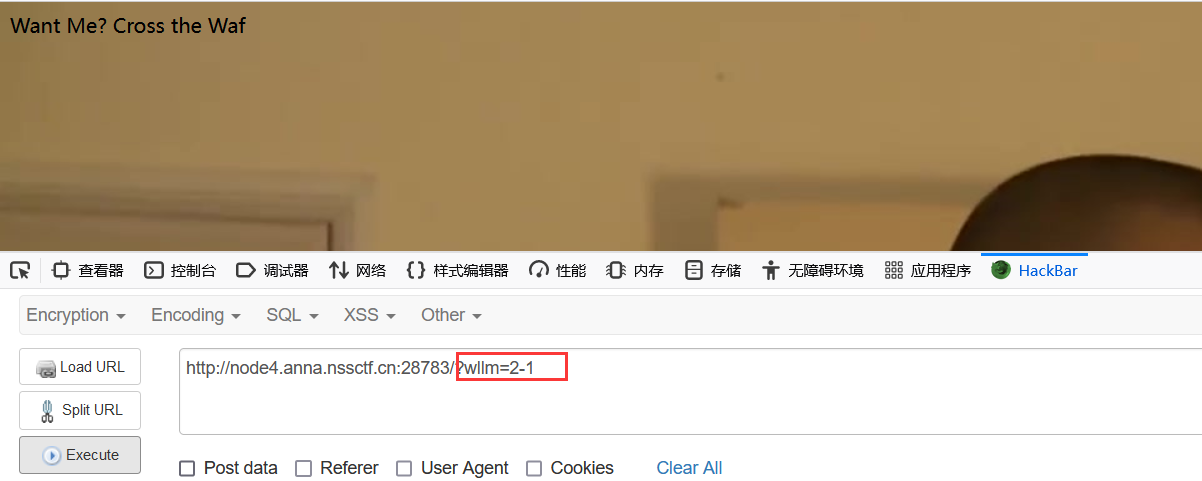 Want Me? Cross the Waf
查看器 控制台 调试器 网络 样式编辑器 性能 内存 存储 无障碍环境 应用程序 HackBar
Encryption Encoding SQL XSS Other
Load URL http://node4.anna.nssctf.cn:28783/?wllm=2-1
Split URL
Execute
Post data Referer User Agent Cookies Clear All